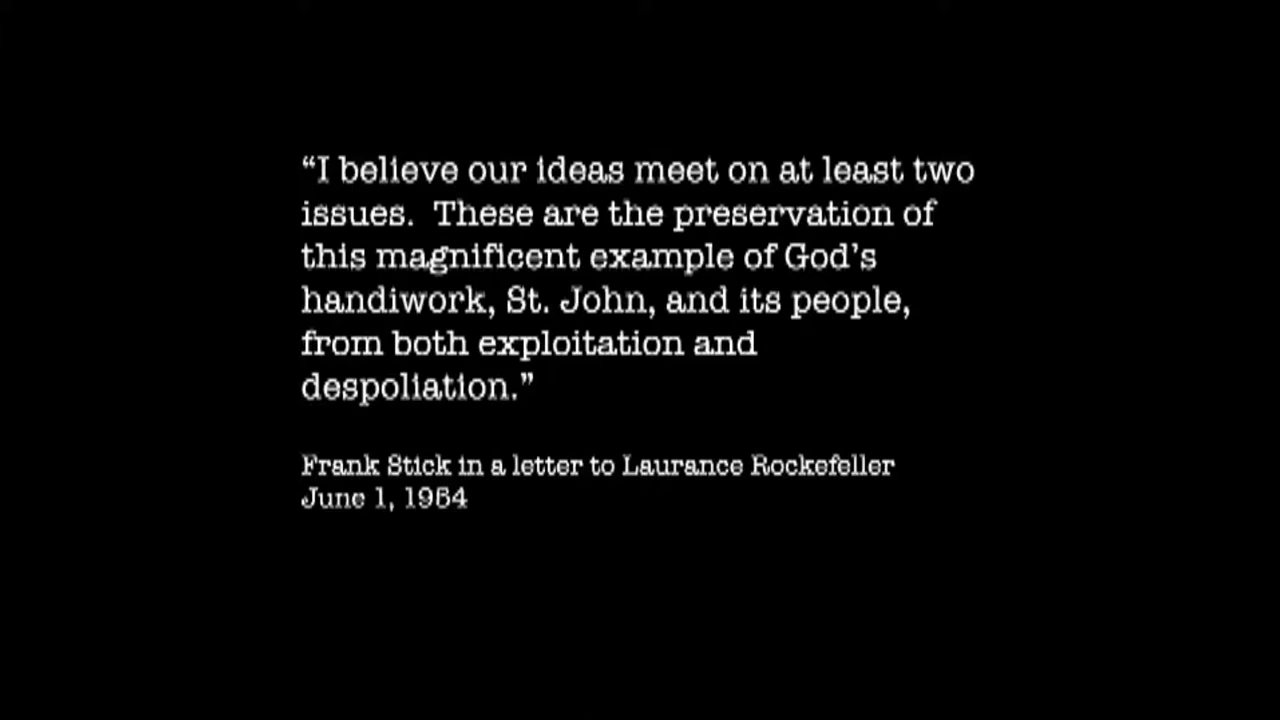 “I believe our ideas meet on at least two
issues. These are the preservation of
this magnificent example of God’s
handiwork, St. John, and its people,
from both exploitation and
despoliation.”
Frank Stick in a letter to Laurance Rockefeller
June 1, 1954